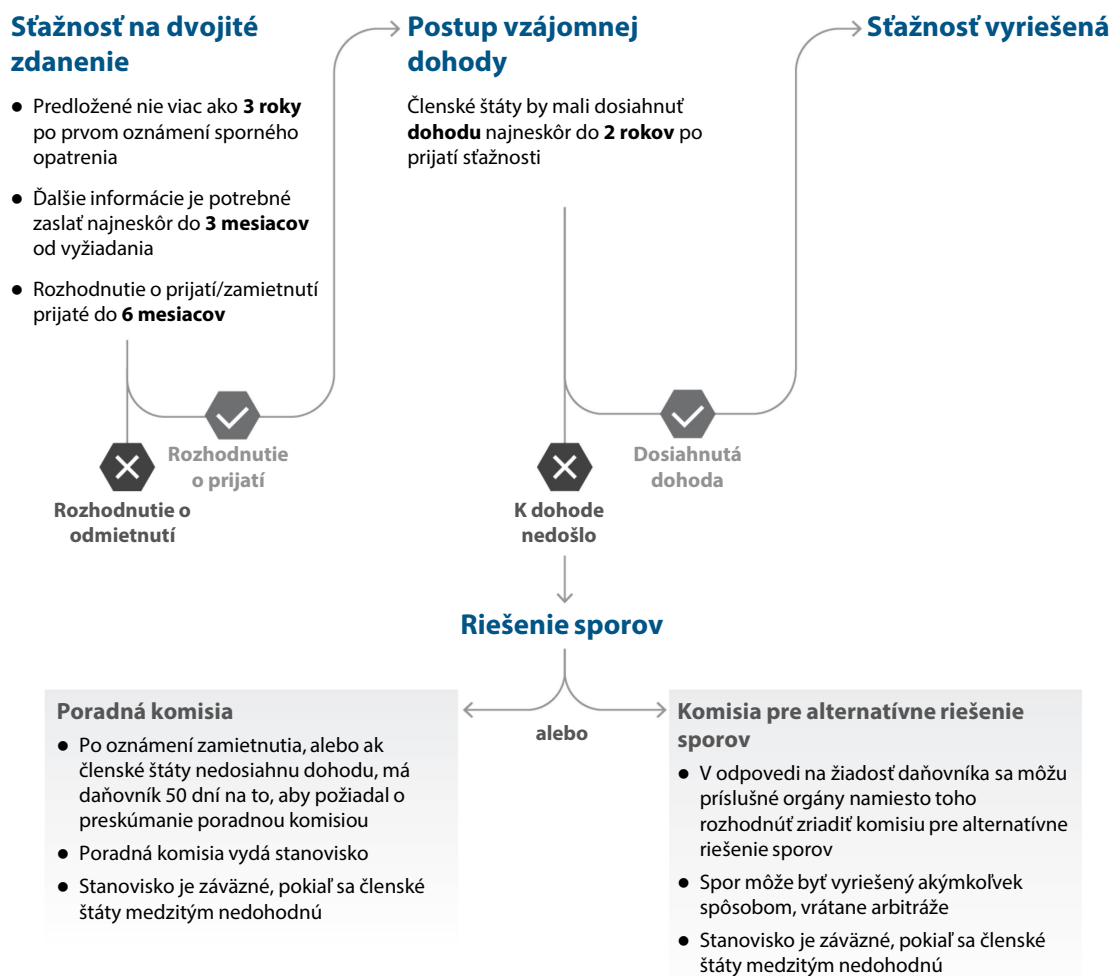 Sťažnosť na dvojité
zdanenie
● Predložené nie viac ako 3 roky
po prvom oznámení sporného
opatrenia
● Ďalšie informácie je potrebné
zaslať najneskôr do 3 mesiacov
od vyžiadania
● Rozhodnutie o prijatí/zamietnutí
prijaté do 6 mesiacov
Rozhodnutie
o prijatí
Rozhodnutie o
odmietnutí
Postup vzájomnej
dohody
Členské štáty by mali dosiahnuť
dohodu najneskôr do 2 rokov po
prijatí sťažnosti
Dosiahnutá
dohoda
K dohode
nedošlo
Sťažnosť vyriešená
Riešenie sporov
alebo
Poradná komisia
● Po oznámení zamietnutia, alebo ak
členské štáty nedosiahnu dohodu, má
daňovník 50 dní na to, aby požiadal o
preskúmanie poradnou komisiou
● Poradná komisia vydá stanovisko
● Stanovisko je záväzné, pokiaľ sa členské
štáty medzitým nedohodnú
Komisia pre alternatívne riešenie
sporov
● V odpovedi na žiadosť daňovníka sa môžu
príslušné orgány namiesto toho
rozhodnúť zriadiť komisiu pre alternatívne
riešenie sporov
● Spor môže byť vyriešený akýmkoľvek
spôsobom, vrátane arbitráže
● Stanovisko je záväzné, pokiaľ sa členské
štáty medzitým nedohodnú